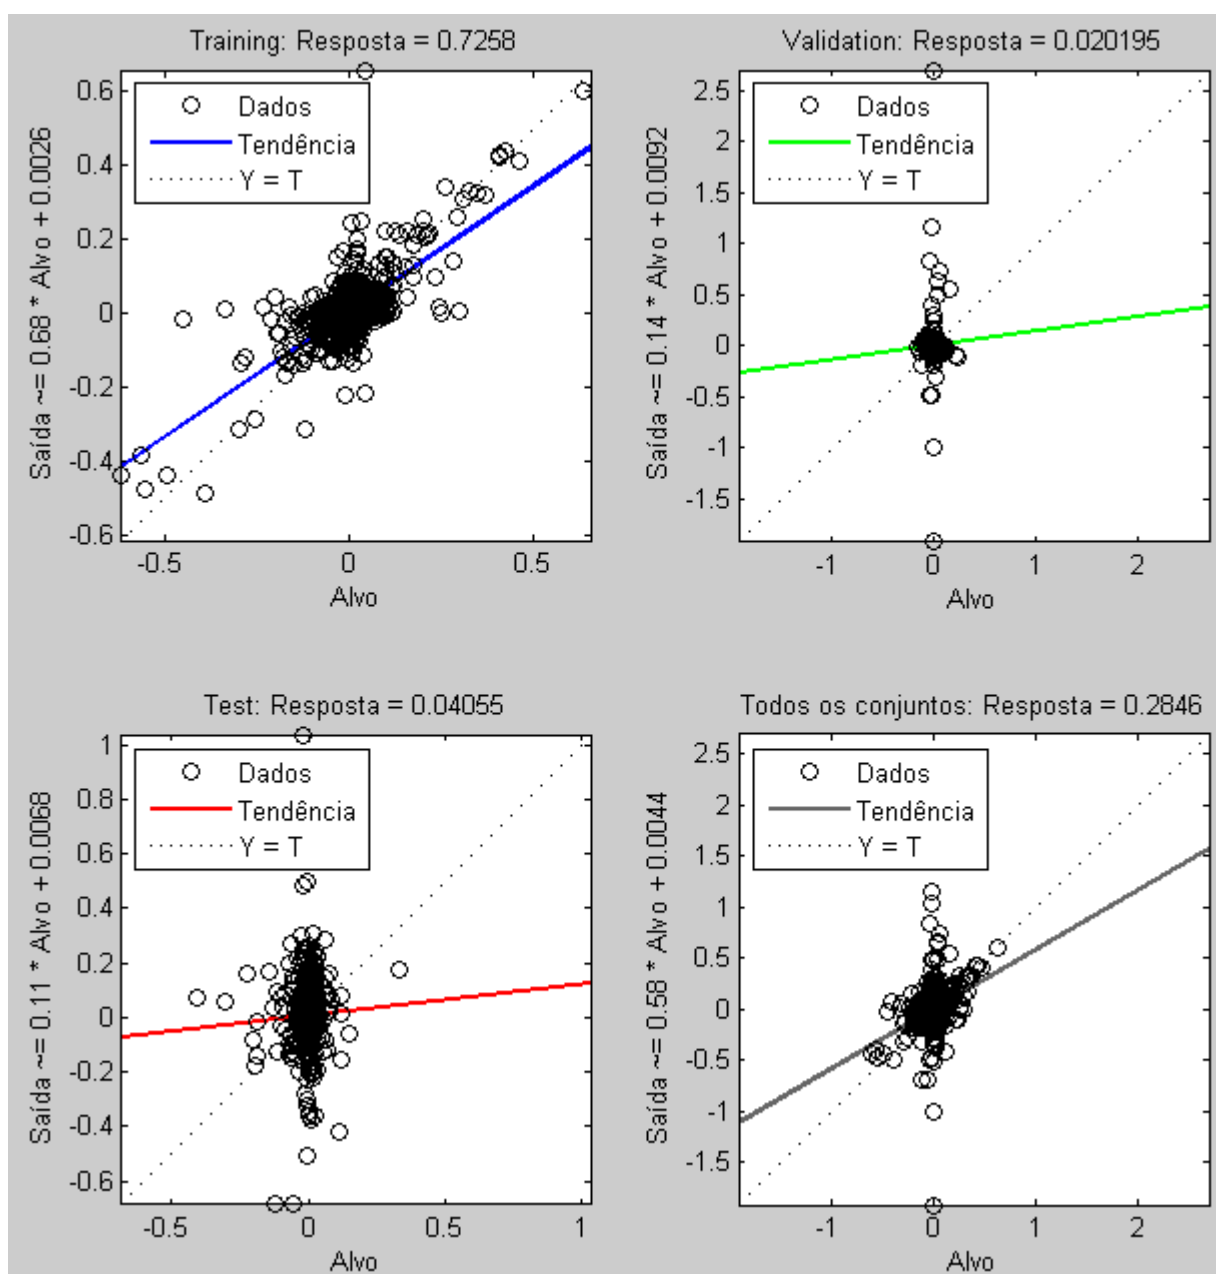 Training: Resposta = 0.7258
Saída ~= 0.68 * Alvo + 0.0026
0.6
0.4
0.2
0
-0.2
-0.4
-0.6
Dados
Tendência
Y = T
-0.5
0
0.5
Alvo
Validation: Resposta = 0.020195
Saída ~= 0.14 * Alvo + 0.0092
2.5
2
1.5
1
0.5
0
-0.5
-1
-1.5
Dados
Tendência
Y = T
-1
0
1
2
Alvo
Test: Resposta = 0.04055
Saída ~= 0.11 * Alvo + 0.0068
1
0.8
0.6
0.4
0.2
0
-0.2
-0.4
-0.6
Dados
Tendência
Y = T
-0.5
0
0.5
1
Alvo
Todos os conjuntos: Resposta = 0.2846
Saída ~= 0.58 * Alvo + 0.0044
2.5
2
1.5
1
0.5
0
-0.5
-1
-1.5
Dados
Tendência
Y = T
-1
0
1
2
Alvo